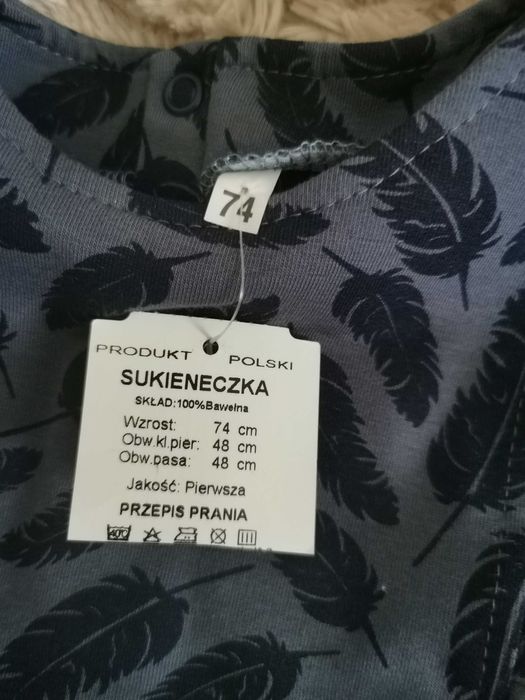 74
PRODUKT POLSKI
SUKIENECZKA
SKŁAD:100%Bawełna
Wzrost: 74 cm
Obw.kl.pier: 48 cm
Obw.pasa: 48 cm
Jakość: Pierwsza
PRZEPIS PRANIA
40°C